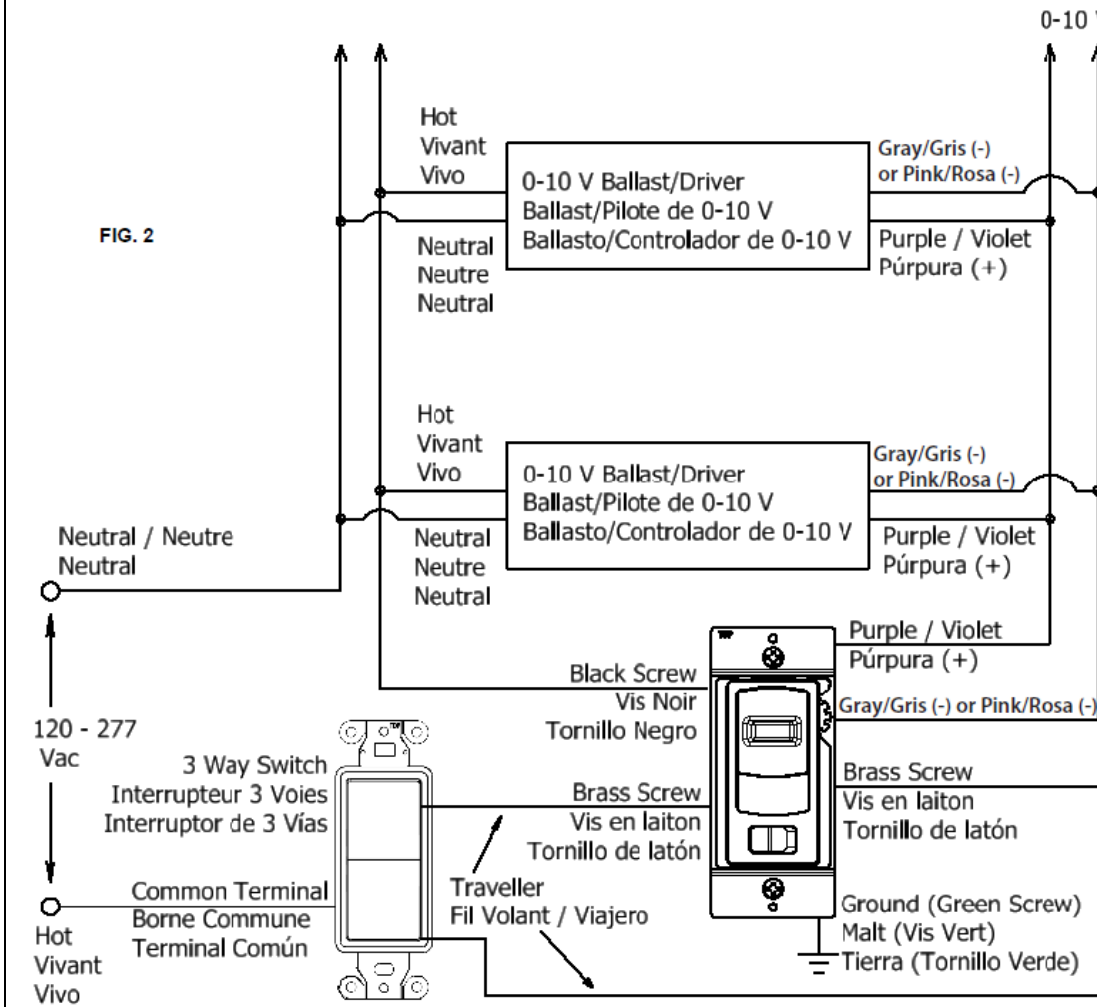 0-10 V
Hot
Vivant
Vivo
0-10 V Ballast/Driver
Ballast/Pilote de 0-10 V
Ballasto/Controlador de 0-10 V
Gray/Gris (-)
or Pink/Rosa (-)
FIG. 2
Neutral
Neutre
Neutral
Purple / Violet
Púrpura (+)
Hot
Vivant
Vivo
0-10 V Ballast/Driver
Ballast/Pilote de 0-10 V
Ballasto/Controlador de 0-10 V
Gray/Gris (-)
or Pink/Rosa (-)
Neutral / Neutre
Neutral
Neutral
Neutre
Neutral
Purple / Violet
Púrpura (+)
TOP
Purple / Violet
Púrpura (+)
Black Screw
Vis Noir
Tornillo Negro
Gray/Gris (-) or Pink/Rosa (-)
120 - 277
Vac
TOP
3 Way Switch
Interrupteur 3 Voies
Interruptor de 3 Vías
Brass Screw
Vis en laiton
Tornillo de latón
Brass Screw
Vis en laiton
Tornillo de latón
Common Terminal
Borne Commune
Terminal Común
Traveller
Fil Volant / Viajero
Hot
Vivant
Vivo
Ground (Green Screw)
Malt (Vis Vert)
Tierra (Tornillo Verde)